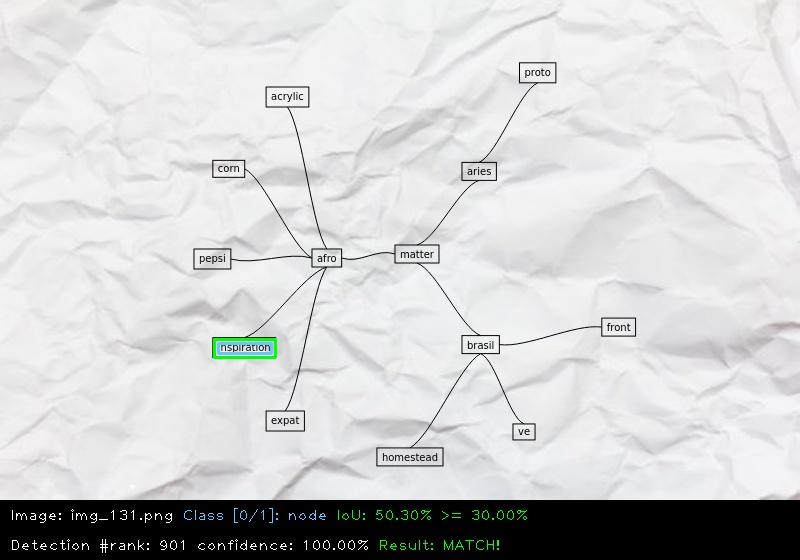 proto
acrylic
corn
aries
pepsi
afro
matter
front
brasil
nspiration
expat
ve
homestead
Image: img_131.png Class [0/1]: node IoU: 50.30% >= 30.00%
Detection #rank: 901 confidence: 100.00% Result: MATCH!